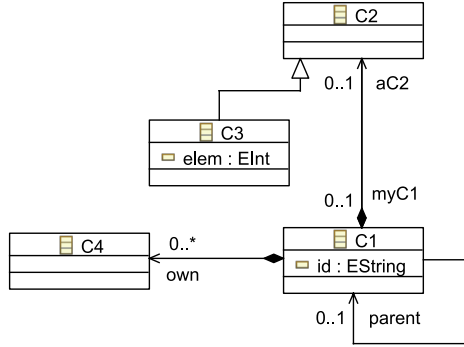 C2
0..1 aC2
C3
elem : EInt
0..1 myC1
C4
0..*
own
C1
id : EString
0..1 parent